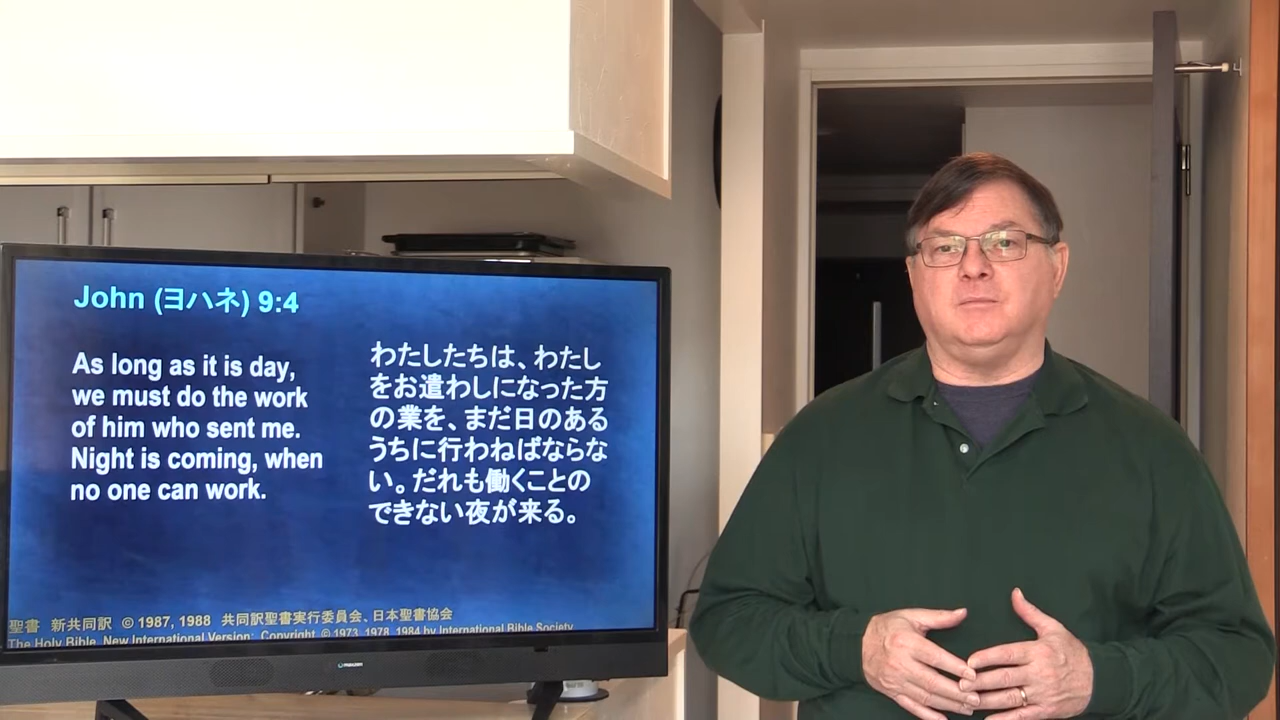 John (ヨハネ) 9:4
As long as it is day,
we must do the work
of him who sent me.
Night is coming, when
no one can work.
わたしたちは、わたし
をお遣わしになった方
の業を、まだ日のある
うちに行わねばならな
い。だれも働くことの
できない夜が来る。
聖書 新共同訳 © 1987, 1988 共同訳聖書実行委員会、日本聖書協会
The Holy Bible, New International Version; Copyright © 1973, 1978, 1984 by International Bible Society